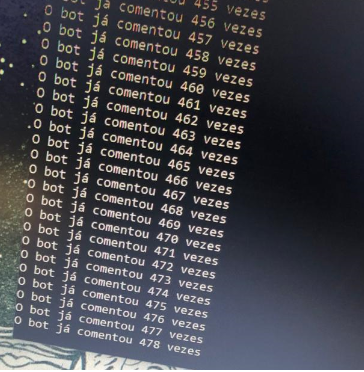 já comentou 455 vezes
O bot já comentou 456 vezes
O bot já comentou 457 vezes
O bot já comentou 458 vezes
O bot já comentou 459 vezes
O bot já comentou 460 vezes
O bot já comentou 461 vezes
O bot já comentou 462 vezes
O bot já comentou 463 vezes
O bot já comentou 464 vezes
O bot já comentou 465 vezes
O bot já comentou 466 vezes
O bot já comentou 467 vezes
O bot já comentou 468 vezes
O bot já comentou 469 vezes
O bot já comentou 470 vezes
O bot já comentou 471 vezes
O bot já comentou 472 vezes
O bot já comentou 473 vezes
O bot já comentou 474 vezes
O bot já comentou 475 vezes
O bot já comentou 476 vezes
O bot já comentou 477 vezes
O bot já comentou 478 vezes